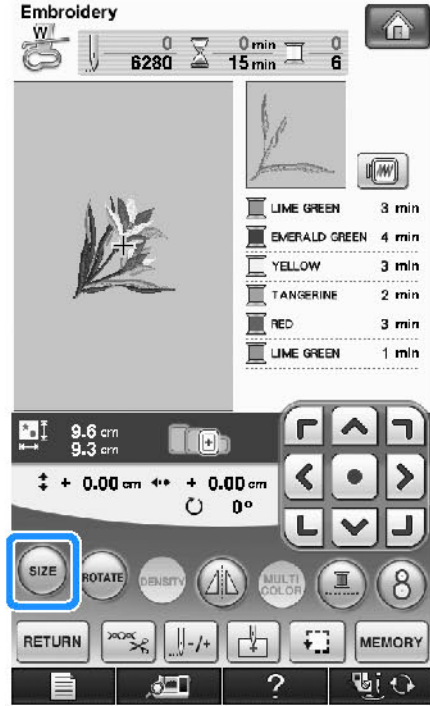 Embroidery
W
0 0 min 0
6280 15 min 6
LIME GREEN 3 min
EMERALD GREEN 4 min
YELLOW 3 min
TANGERINE 2 min
RED 3 min
LIME GREEN 1 min
9.6 cm
9.3 cm
+ 0.00 cm + 0.00 cm
0°
SIZE ROTATE DENSITY MULTI COLOR 8
RETURN -/+ MEMORY
?